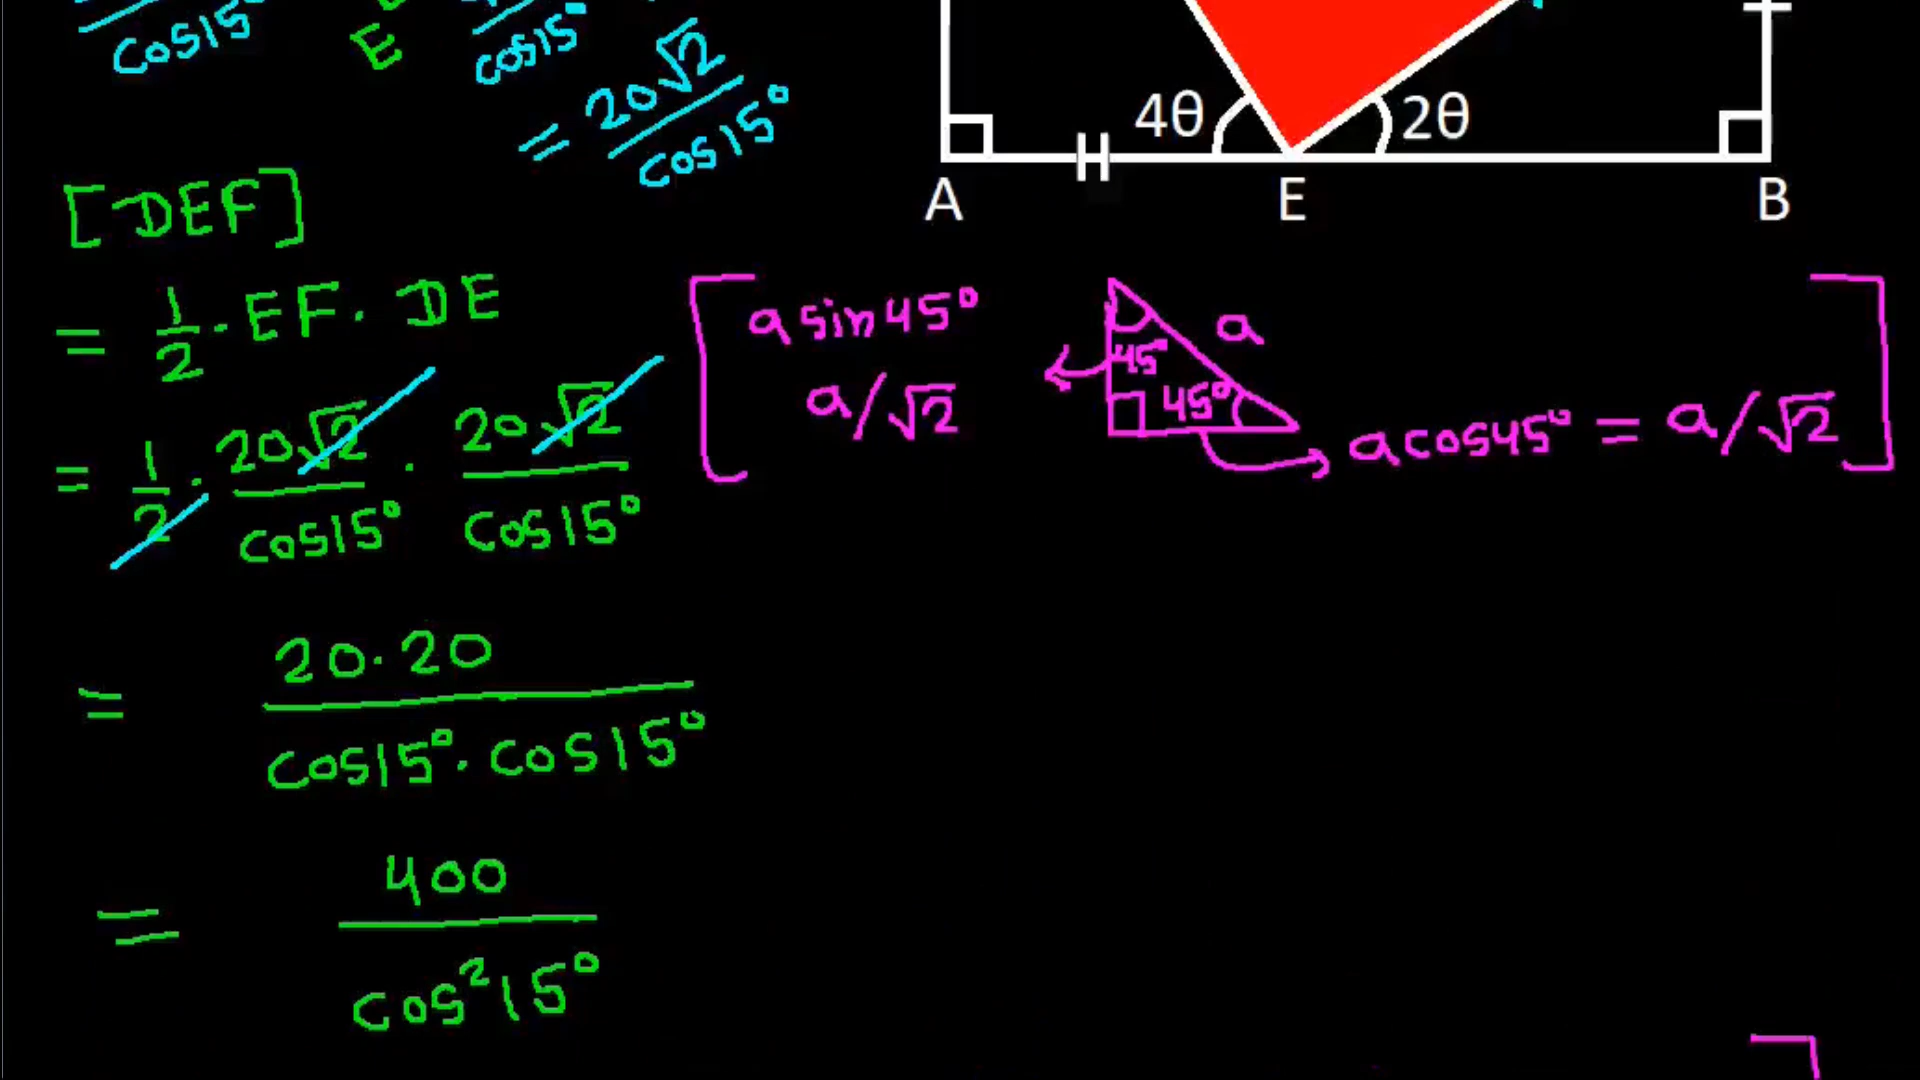 cos15° E cos15°
= 20√2 / cos15°
4θ 2θ
A E B
[DEF]
= 1/2 · EF · DE
= 1/2 · 20√2/cos15° · 20√2/cos15°
a sin45°
a/√2
45°
45°
a
a cos45° = a/√2
= 20·20 / cos15° · cos15°
= 400 / cos²15°